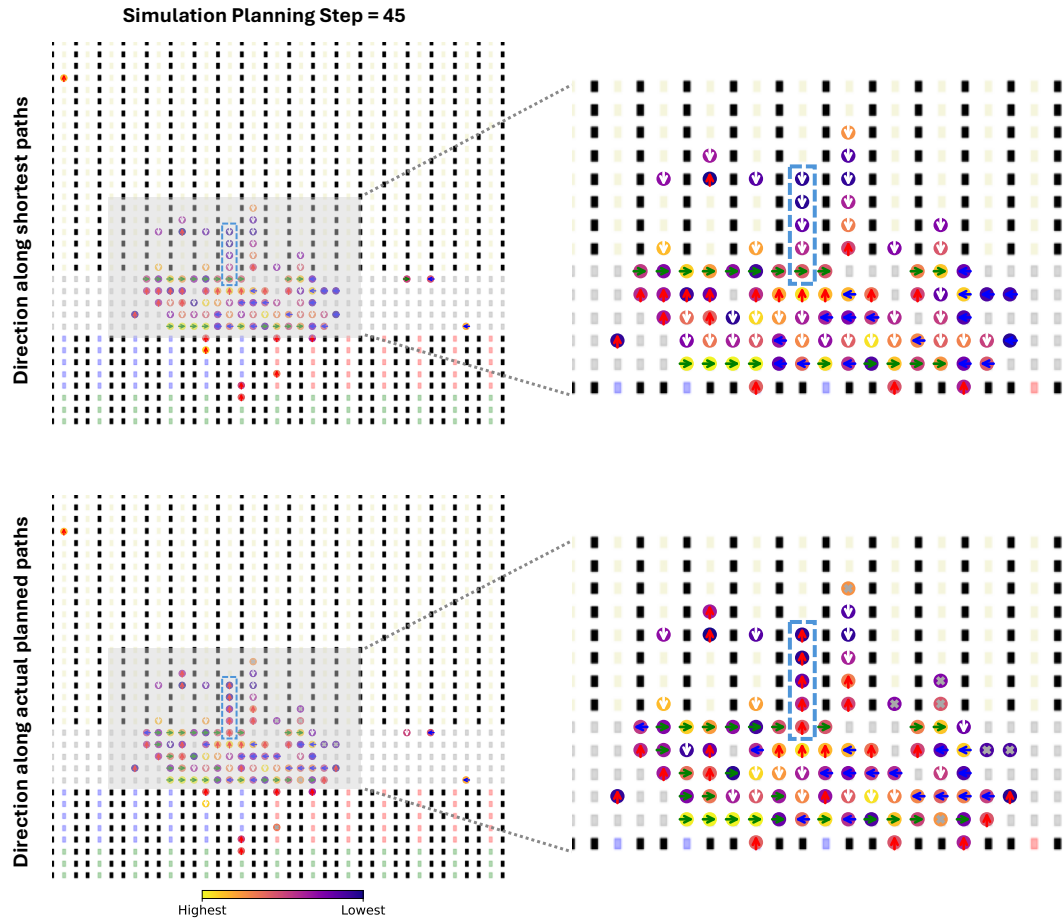 Simulation Planning Step = 45
Direction along shortest paths
Direction along actual planned paths
Highest
Lowest